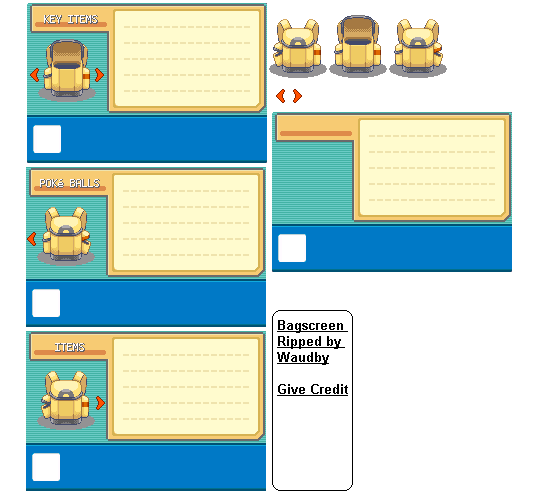 KEY ITEMS
POKé BALLS
ITEMS
Bagscreen
Ripped by
Waudby
Give Credit